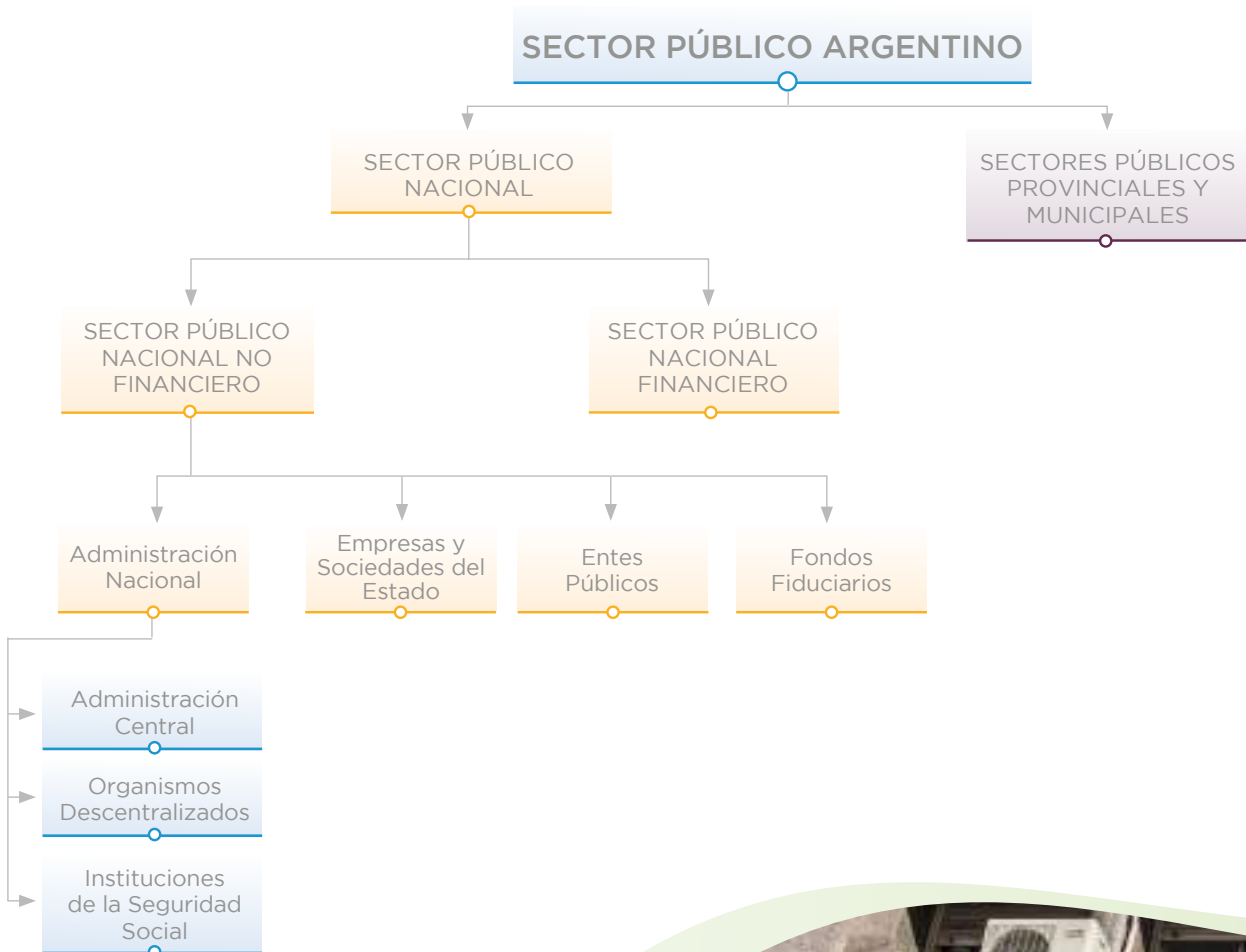 SECTOR PÚBLICO ARGENTINO
SECTOR PÚBLICO
NACIONAL
SECTORES PÚBLICOS
PROVINCIALES Y
MUNICIPALES
SECTOR PÚBLICO
NACIONAL NO
FINANCIERO
SECTOR PÚBLICO
NACIONAL
FINANCIERO
Administración
Nacional
Empresas y
Sociedades del
Estado
Entes
Públicos
Fondos
Fiduciarios
Administración
Central
Organismos
Descentralizados
Instituciones
de la Seguridad
Social